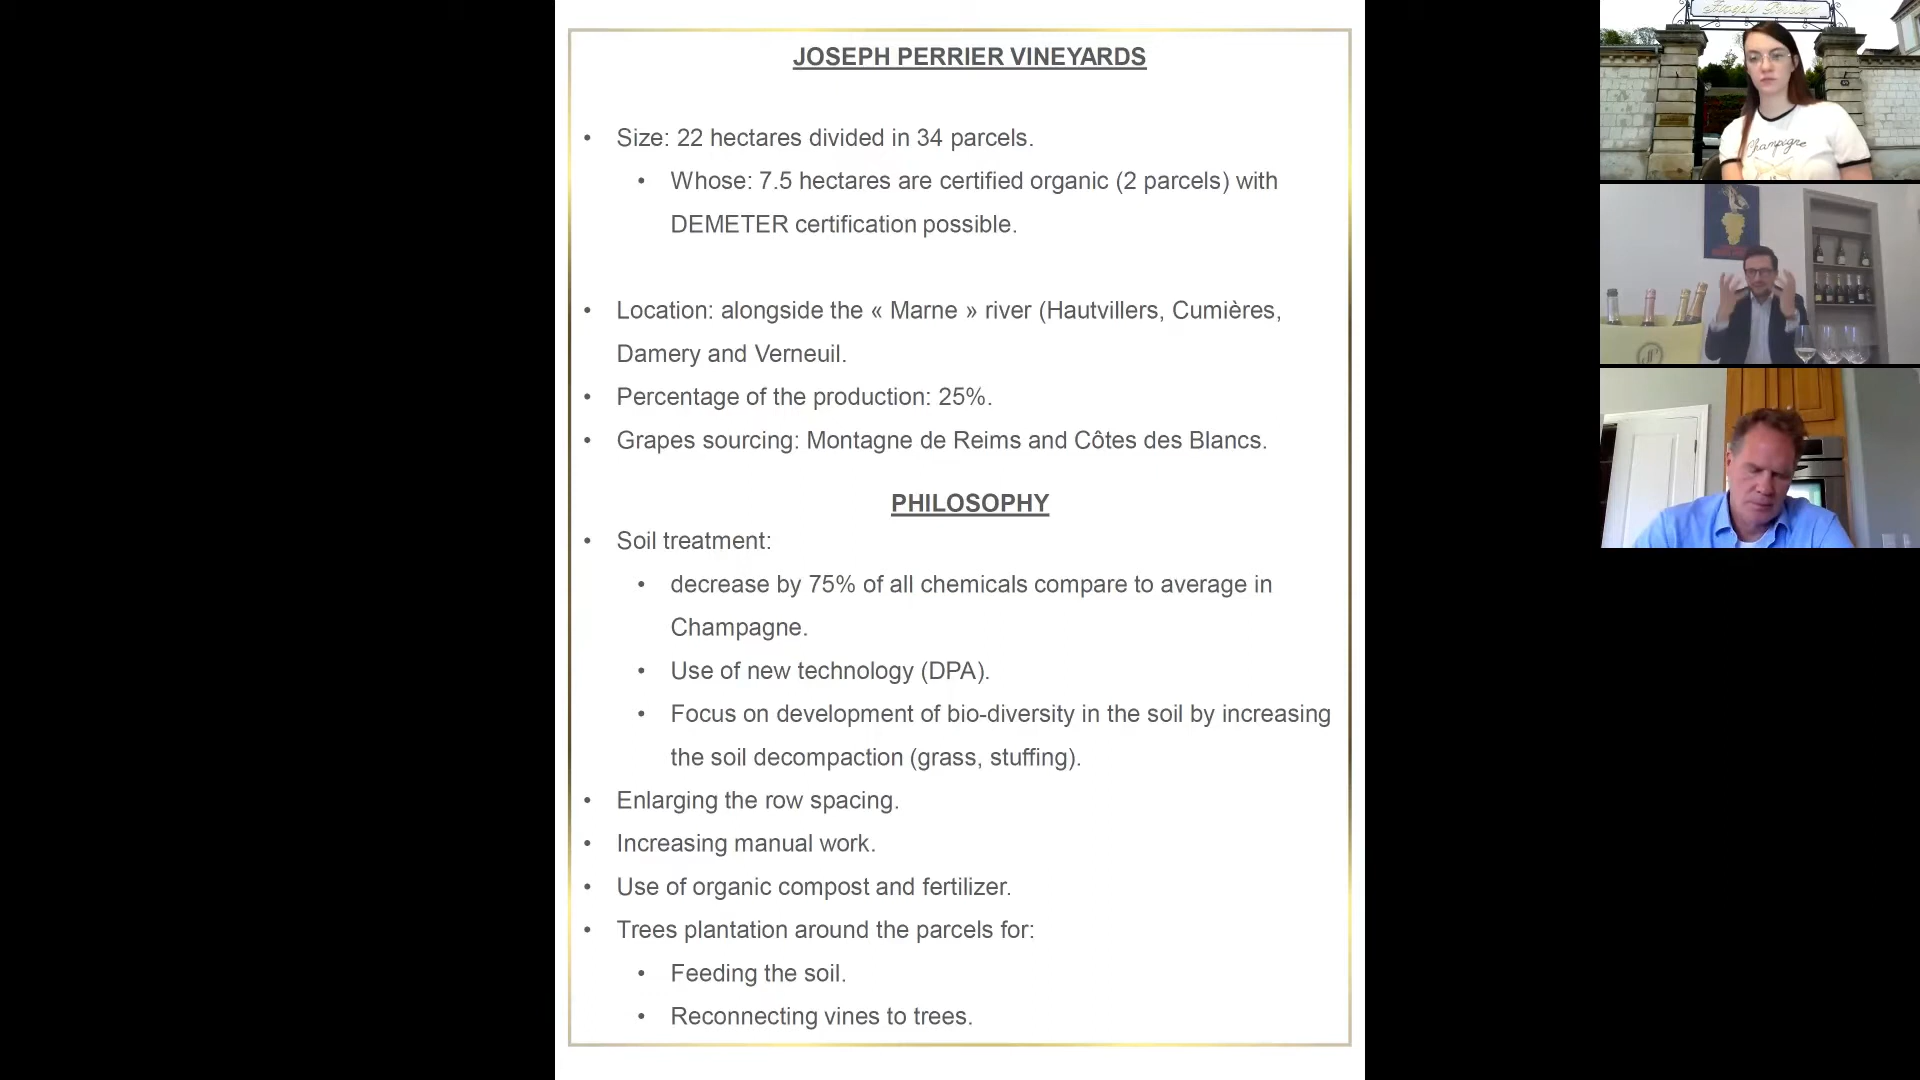 JOSEPH PERRIER VINEYARDS
• Size: 22 hectares divided in 34 parcels.
• Whose: 7.5 hectares are certified organic (2 parcels) with
DEMETER certification possible.
• Location: alongside the « Marne » river (Hautvillers, Cumières,
Damery and Verneuil.
• Percentage of the production: 25%.
• Grapes sourcing: Montagne de Reims and Côtes des Blancs.
PHILOSOPHY
• Soil treatment:
• decrease by 75% of all chemicals compare to average in
Champagne.
• Use of new technology (DPA).
• Focus on development of bio-diversity in the soil by increasing
the soil decompaction (grass, stuffing).
• Enlarging the row spacing.
• Increasing manual work.
• Use of organic compost and fertilizer.
• Trees plantation around the parcels for:
• Feeding the soil.
• Reconnecting vines to trees.
Joseph Perrier
Champagne